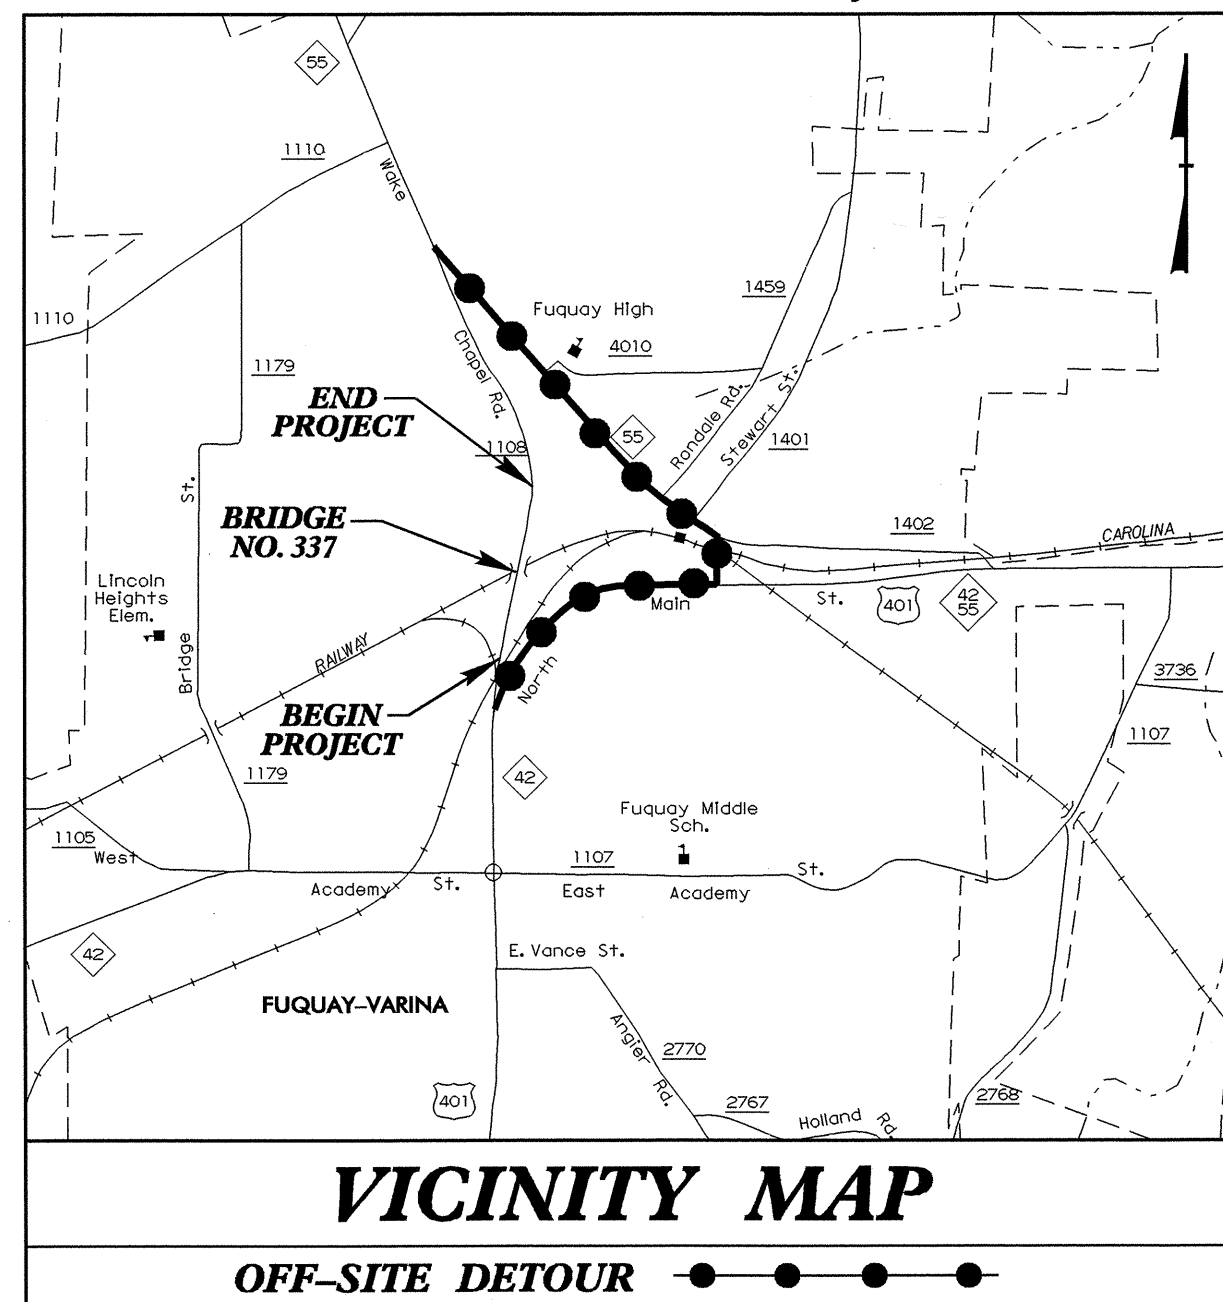 55
1110
Wake
1459
Fuquay High
4010
1110
1179
Chapel Rd.
END
PROJECT
1108
55
Rondale Rd.
Stewart St.
1401
St.
BRIDGE
NO. 337
1402
CAROLINA
Lincoln
Heights
Elem.
Main
St.
401
42
55
RAILWAY
Bridge
North
3736
BEGIN
PROJECT
1107
1179
42
Fuquay Middle
Sch.
1105
West
1107
St.
Academy
St.
East
Academy
42
E. Vance St.
FUQUAY–VARINA
Angier Rd.
2770
401
2767
Holland Rd.
2768
VICINITY MAP
OFF–SITE DETOUR